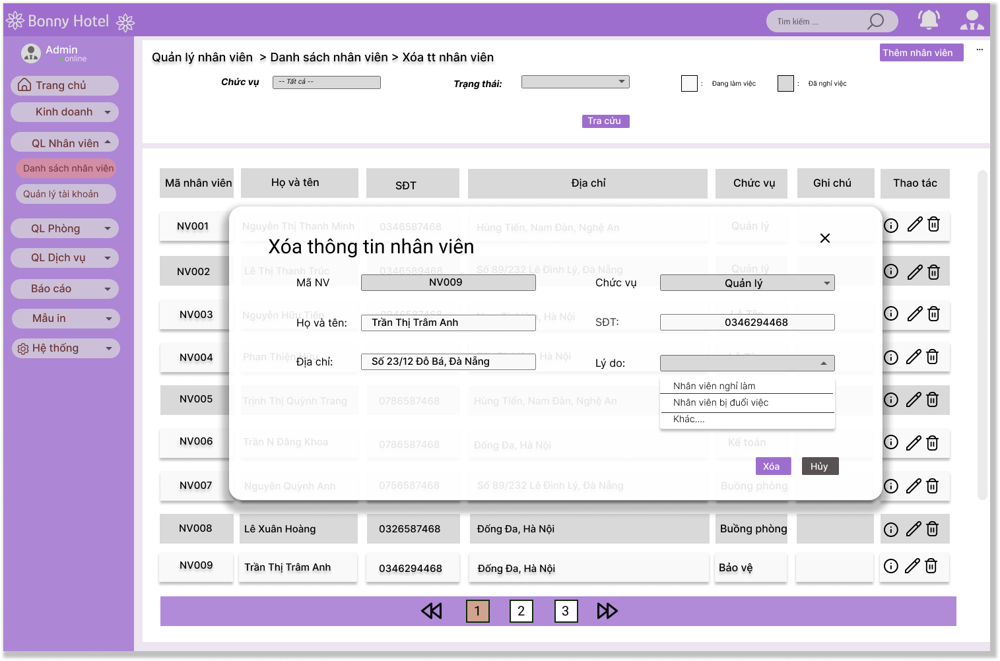 Bonny Hotel
Tìm kiếm ....
Admin
online
Trang chủ
Kinh doanh
QL Nhân viên
Danh sách nhân viên
Quản lý tài khoản
QL Phòng
QL Dịch vụ
Báo cáo
Mẫu in
Hệ thống
Quản lý nhân viên > Danh sách nhân viên > Xóa tt nhân viên
Thêm nhân viên ...
Chức vụ -- Tất cả -- Trạng thái: : Đang làm việc : Đã nghỉ việc
Tra cứu
Mã nhân viên Họ và tên SĐT Địa chỉ Chức vụ Ghi chú Thao tác
NV001 Nguyễn Thị Thanh Minh 0346587468 Hùng Tiến, Nam Đàn, Nghệ An Quản lý
Xóa thông tin nhân viên
NV002 Lê Thị Thanh Trúc 0346589468 Số 89/232 Lê Đình Lý, Đà Nẵng Quản lý
Mã NV NV009 Chức vụ Quản lý
NV003 Nguyễn Hữu Tiến 0946587468 Hà Nội Lễ Tân
Họ và tên: Trần Thị Trâm Anh SĐT: 0346294468
NV004 Phan Thiện Hữu Hà Nội
Địa chỉ: Số 23/12 Đỗ Bá, Đà Nẵng Lý do:
Nhân viên nghỉ làm
Nhân viên bị đuổi việc
Khác....
NV005 Trịnh Thị Quỳnh Trang 0786587468 Hùng Tiến, Nam Đàn, Nghệ An
NV006 Trần N Đăng Khoa 0786587468 Đống Đa, Hà Nội Kế toán
Xóa Hủy
NV007 Nguyễn Quỳnh Anh 0756587468 Số 89/232 Lê Đình Lý, Đà Nẵng Buồng phòng
NV008 Lê Xuân Hoàng 0326587468 Đống Đa, Hà Nội Buồng phòng
NV009 Trần Thị Trâm Anh 0346294468 Đống Đa, Hà Nội Bảo vệ
1 2 3